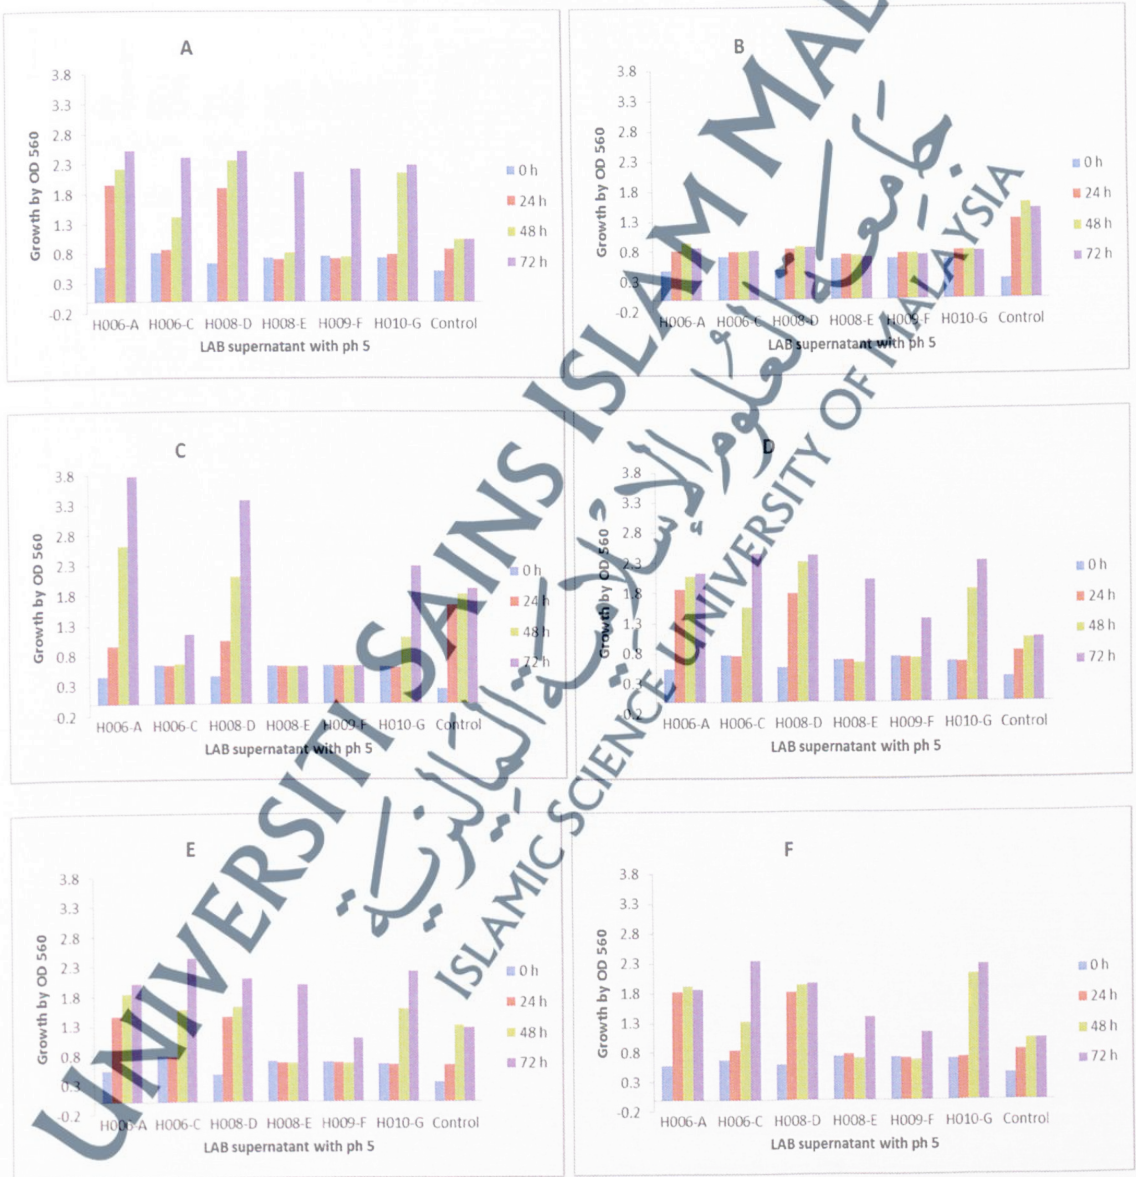 A
3.8
3.3
2.8
2.3
1.8
1.3
0.8
0.3
-0.2
Growth by OD 560
H006-A H006-C H008-D H008-E H009-F H010-G Control
LAB supernatant with ph 5
0 h
24 h
48 h
72 h
B
3.8
3.3
2.8
2.3
1.8
1.3
0.8
0.3
-0.2
Growth by OD 560
H006-A H006-C H008-D H008-E H009-F H010-G Control
LAB supernatant with ph 5
0 h
24 h
48 h
72 h
C
3.8
3.3
2.8
2.3
1.8
1.3
0.8
0.3
0.2
Growth by OD 560
H006-A H006-C H008-D H008-E H009-F H010-G Control
LAB supernatant with ph 5
0 h
24 h
48 h
72 h
D
3.8
3.3
2.8
2.3
1.8
1.3
0.8
0.3
0.2
Growth by OD 560
H006-A H006-C H008-D H008-E H009-F H010-G Control
LAB supernatant with ph 5
0 h
24 h
48 h
72 h
E
3.8
3.3
2.8
2.3
1.8
1.3
0.8
0.3
-0.2
Growth by OD 560
H006-A H006-C H008-D H008-E H009-F H010-G Control
LAB supernatant with ph 5
0 h
24 h
48 h
72 h
F
3.8
3.3
2.8
2.3
1.8
1.3
0.8
0.3
-0.2
Growth by OD 560
H006-A H006-C H008-D H008-E H009-F H010-G Control
LAB supernatant with ph 5
0 h
24 h
48 h
72 h
UNIVERSITI SAINS ISLAM MAL
جامعة العلوم الإسلامية الماليزية
ISLAMIC SCIENCE UNIVERSITY OF MALAYSIA